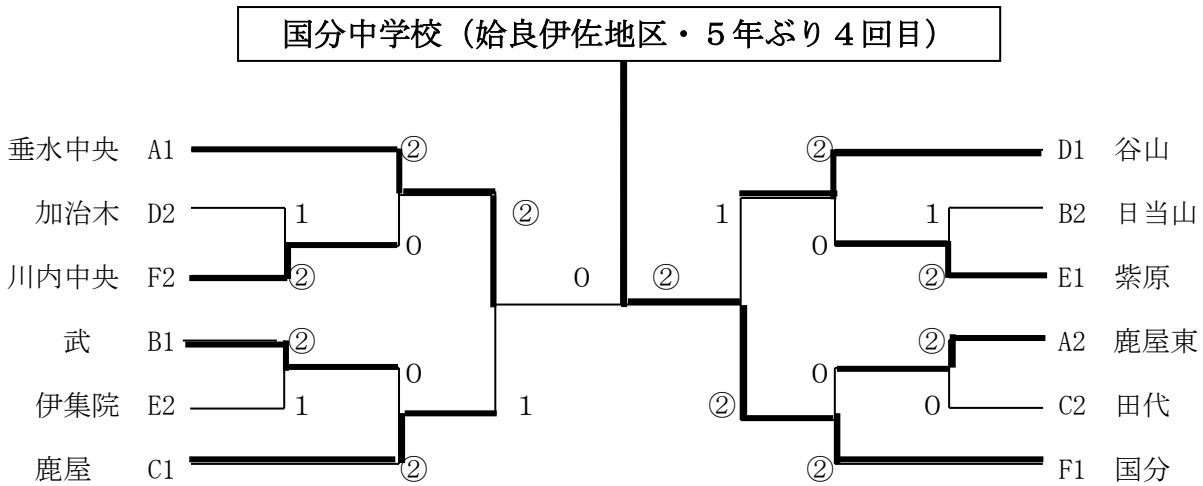 国分中学校（姶良伊佐地区・５年ぶり４回目）
垂水中央 A1 ② ② D1 谷山
加治木 D2 1 ② 1 1 B2 日当山
0 0
川内中央 F2 ② 0 ② ② E1 紫原
武 B1 ② ② A2 鹿屋東
0 0
伊集院 E2 1 1 ② 0 C2 田代
鹿屋 C1 ② ② F1 国分